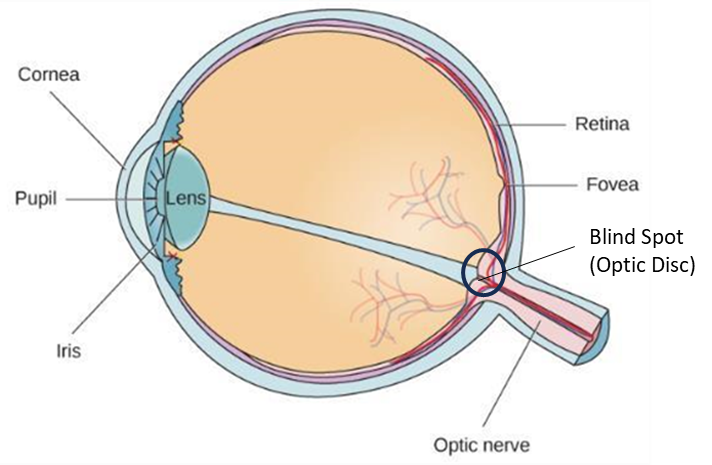 Cornea
Retina
Pupil
Lens
Fovea
Blind Spot
(Optic Disc)
Iris
Optic nerve